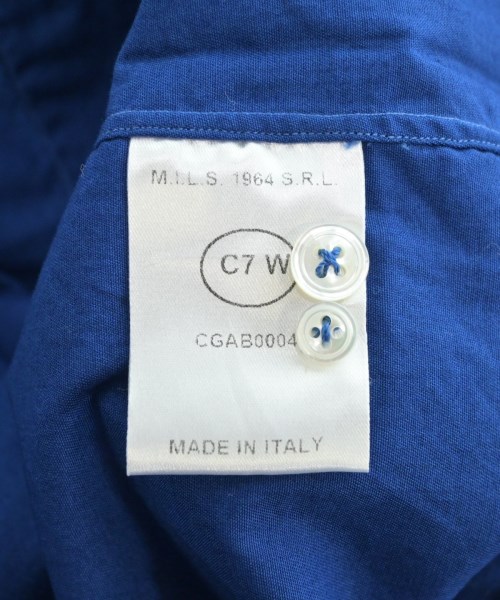 M.I.L.S. 1964 S.R.L.
C7 W
CGAB0004
MADE IN ITALY